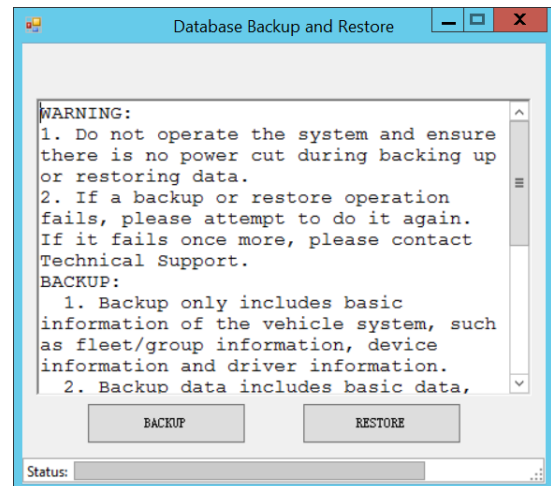 Database Backup and Restore
WARNING:
1. Do not operate the system and ensure
there is no power cut during backing up
or restoring data.
2. If a backup or restore operation
fails, please attempt to do it again.
If it fails once more, please contact
Technical Support.
BACKUP:
1. Backup only includes basic
information of the vehicle system, such
as fleet/group information, device
information and driver information.
2. Backup data includes basic data,
BACKUP RESTORE
Status: